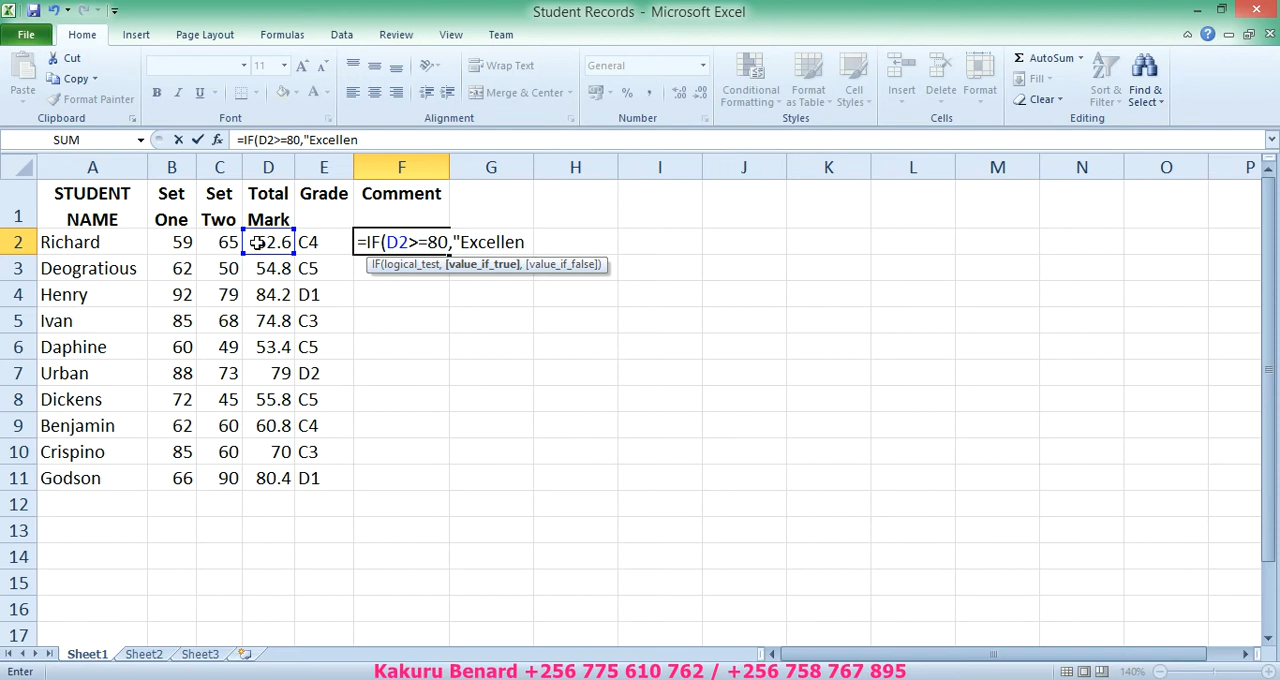 Student Records - Microsoft Excel
File Home Insert Page Layout Formulas Data Review View Team
Paste Cut Copy Format Painter Clipboard
11 B I U A Font
Wrap Text Merge & Center Alignment
General % , Number
Conditional Formatting Format as Table Cell Styles Styles
Insert Delete Format Cells
Σ AutoSum Fill Clear Sort & Filter Find & Select Editing
SUM fx =IF(D2>=80,"Excellen
A B C D E F G H I J K L M N O P
1 STUDENT NAME Set One Set Two Total Mark Grade Comment
2 Richard 59 65 C4 =IF(D2>=80,"Excellen
IF(logical_test, [value_if_true], [value_if_false])
3 Deogratious 62 50 54.8 C5
4 Henry 92 79 84.2 D1
5 Ivan 85 68 74.8 C3
6 Daphine 60 49 53.4 C5
7 Urban 88 73 79 D2
8 Dickens 72 45 55.8 C5
9 Benjamin 62 60 60.8 C4
10 Crispino 85 60 70 C3
11 Godson 66 90 80.4 D1
12
13
14
15
16
17
Sheet1 Sheet2 Sheet3
Enter Kakuru Benard +256 775 610 762 / +256 758 767 895 140%